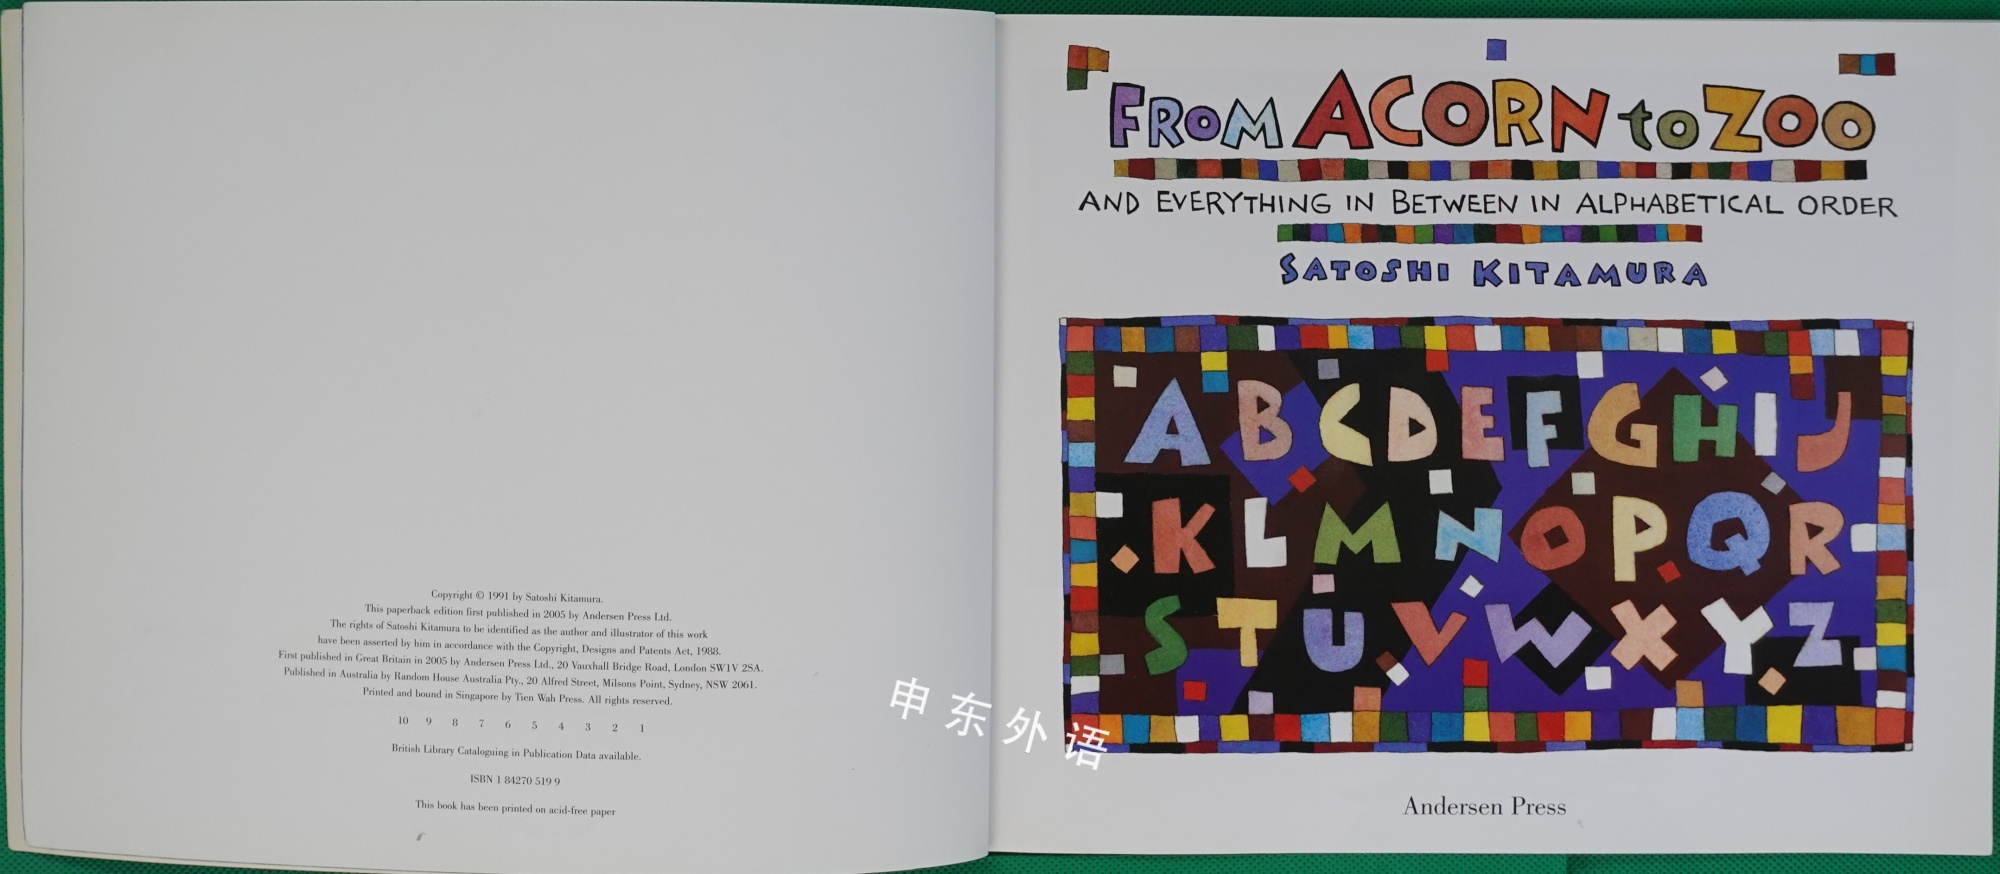 Copyright © 1991 by Satoshi Kitamura.
This paperback edition first published in 2005 by Andersen Press Ltd.
The rights of Satoshi Kitamura to be identified as the author and illustrator of this work
have been asserted by him in accordance with the Copyright, Designs and Patents Act, 1988.
First published in Great Britain in 2005 by Andersen Press Ltd., 20 Vauxhall Bridge Road, London SW1V 2SA.
Published in Australia by Random House Australia Pty., 20 Alfred Street, Milsons Point, Sydney, NSW 2061.
Printed and bound in Singapore by Tien Wah Press. All rights reserved.
10 9 8 7 6 5 4 3 2 1
British Library Cataloguing in Publication Data available.
ISBN 1 84270 519 9
This book has been printed on acid-free paper
FROM ACORN to ZOO
AND EVERYTHING IN BETWEEN IN ALPHABETICAL ORDER
SATOSHI KITAMURA
A B C D E F G H I J
K L M N O P Q R
S T U V W X Y Z
Andersen Press
申东外语